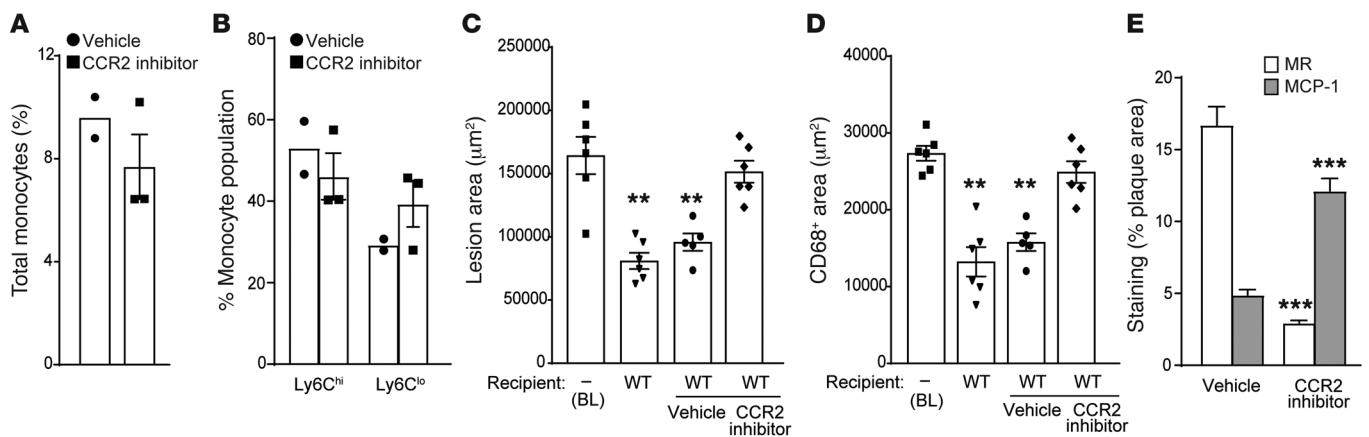 A
Vehicle
CCR2 inhibitor
Total monocytes (%)
12
8
4
0
B
Vehicle
CCR2 inhibitor
% Monocyte population
80
60
40
20
0
Ly6Chi
Ly6Clo
C
Lesion area (μm2)
250000
200000
150000
100000
50000
0
**
**
Recipient: – WT WT WT
(BL)
Vehicle CCR2
inhibitor
D
CD68+ area (μm2)
40000
30000
20000
10000
0
**
**
Recipient: – WT WT WT
(BL)
Vehicle CCR2
inhibitor
E
MR
MCP-1
Staining (% plaque area)
20
15
10
5
0
***
***
Vehicle CCR2
inhibitor